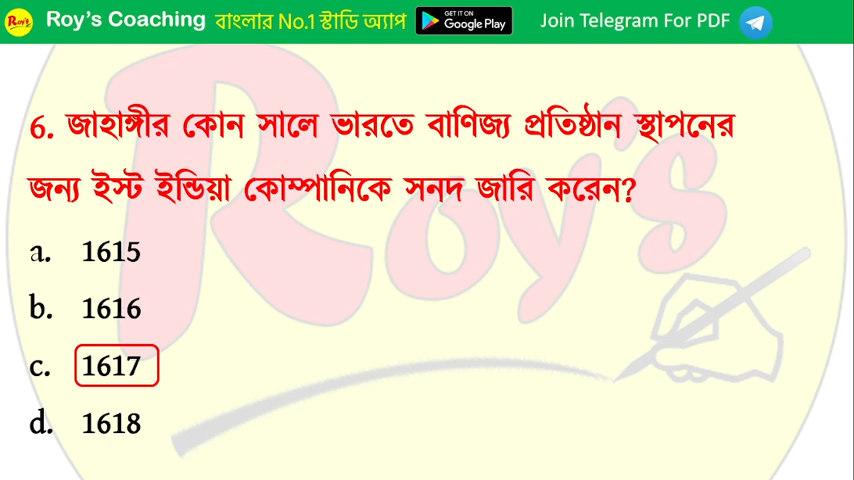 Roy's Roy's Coaching বাংলার No.1 স্টাডি অ্যাপ GET IT ON Google Play Join Telegram For PDF
Roy's
6. জাহাঙ্গীর কোন সালে ভারতে বাণিজ্য প্রতিষ্ঠান স্থাপনের
জন্য ইস্ট ইন্ডিয়া কোম্পানিকে সনদ জারি করেন?
a. 1615
b. 1616
c. 1617
d. 1618